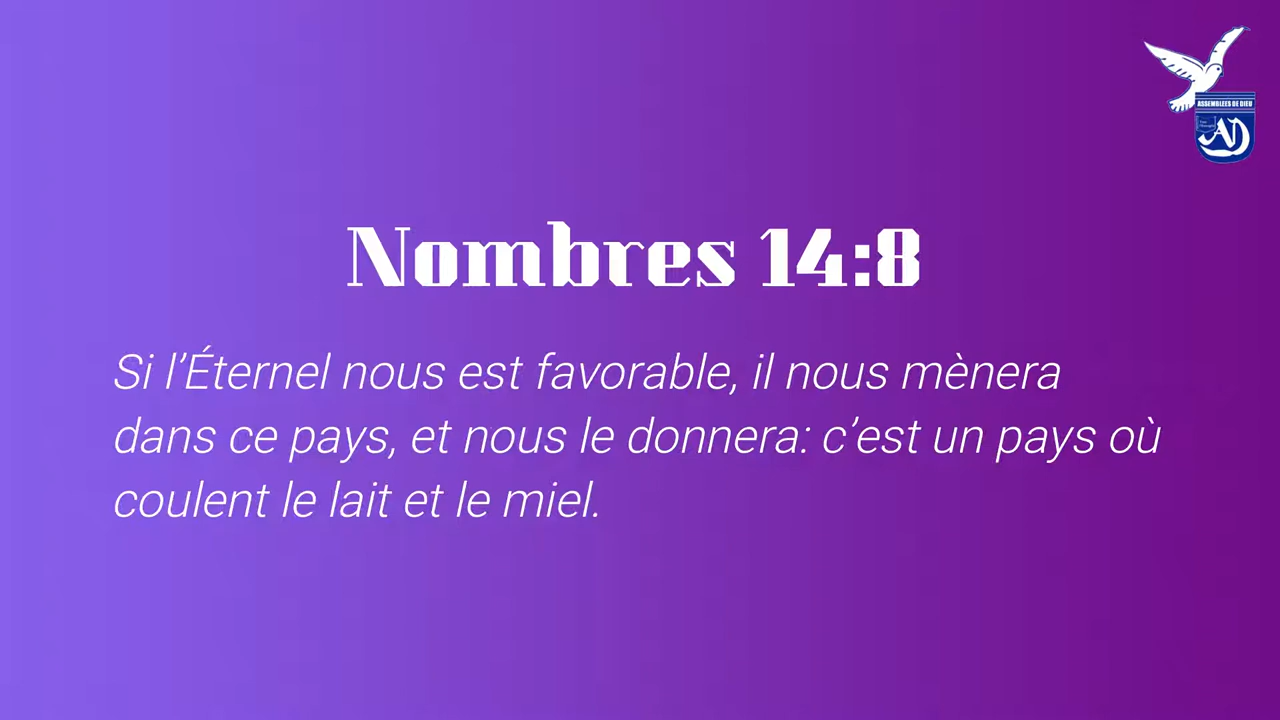 ASSEMBLEES DE DIEU
AD
Nombres 14:8
Si l’Éternel nous est favorable, il nous mènera
dans ce pays, et nous le donnera: c’est un pays où
coulent le lait et le miel.